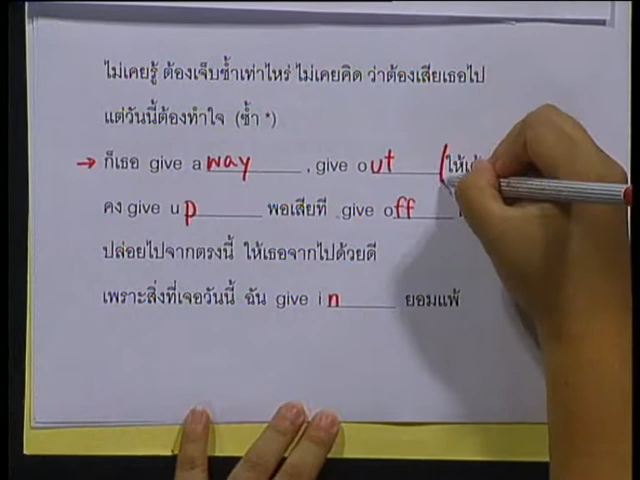 ไม่เคยรู้ ต้องเจ็บซ้ำเท่าไหร่ ไม่เคยคิด ว่าต้องเสียเธอไป
แต่วันนี้ต้องทำใจ (ซ้ำ *)
→ ก็เธอ give away , give out (
คง give up พอเสียที give off
ปล่อยไปจากตรงนี้ ให้เธอจากไปด้วยดี
เพราะสิ่งที่เจอวันนี้ ฉัน give in ยอมแพ้